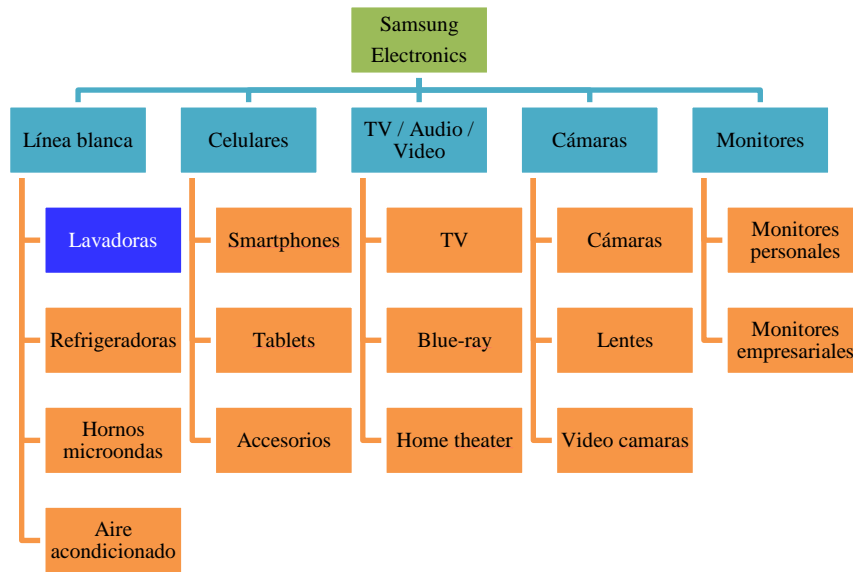 Samsung
Electronics
Línea blanca
Celulares
TV / Audio /
Video
Cámaras
Monitores
Lavadoras
Smartphones
TV
Cámaras
Monitores
personales
Refrigeradoras
Tablets
Blue-ray
Lentes
Monitores
empresariales
Hornos
microondas
Accesorios
Home theater
Video camaras
Aire
acondicionado